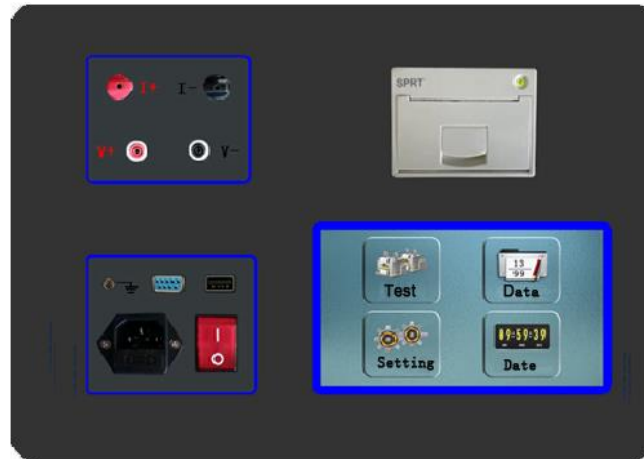 I+ I-
V+ V-
SPRT
Test
13
'99
Data
Setting
09:59:39
Date
I
O